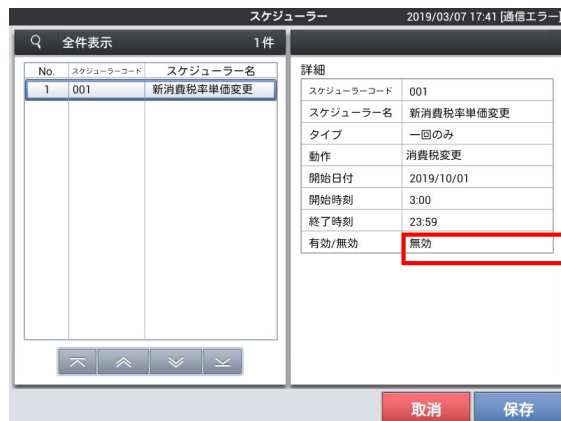 スケジューラー 2019/03/07 17:41 [通信エラー]
全件表示 1件
No. スケジューラーコード スケジューラー名
1 001 新消費税率単価変更
詳細
スケジューラーコード 001
スケジューラー名 新消費税率単価変更
タイプ 一回のみ
動作 消費税変更
開始日付 2019/10/01
開始時刻 3:00
終了時刻 23:59
有効/無効 無効
取消 保存